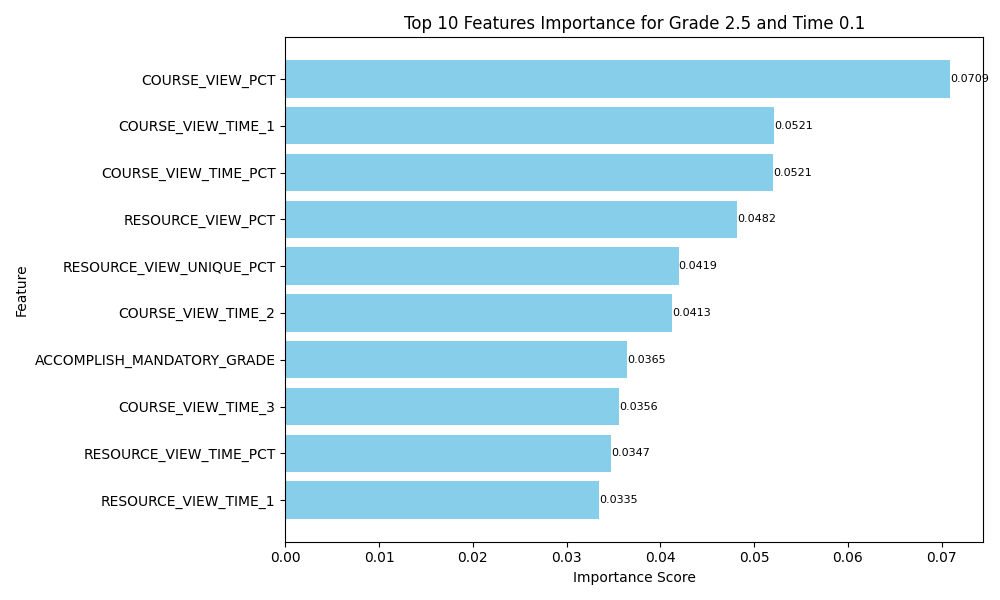 Top 10 Features Importance for Grade 2.5 and Time 0.1
Feature
COURSE_VIEW_PCT 0.0709
COURSE_VIEW_TIME_1 0.0521
COURSE_VIEW_TIME_PCT 0.0521
RESOURCE_VIEW_PCT 0.0482
RESOURCE_VIEW_UNIQUE_PCT 0.0419
COURSE_VIEW_TIME_2 0.0413
ACCOMPLISH_MANDATORY_GRADE 0.0365
COURSE_VIEW_TIME_3 0.0356
RESOURCE_VIEW_TIME_PCT 0.0347
RESOURCE_VIEW_TIME_1 0.0335
0.00 0.01 0.02 0.03 0.04 0.05 0.06 0.07
Importance Score